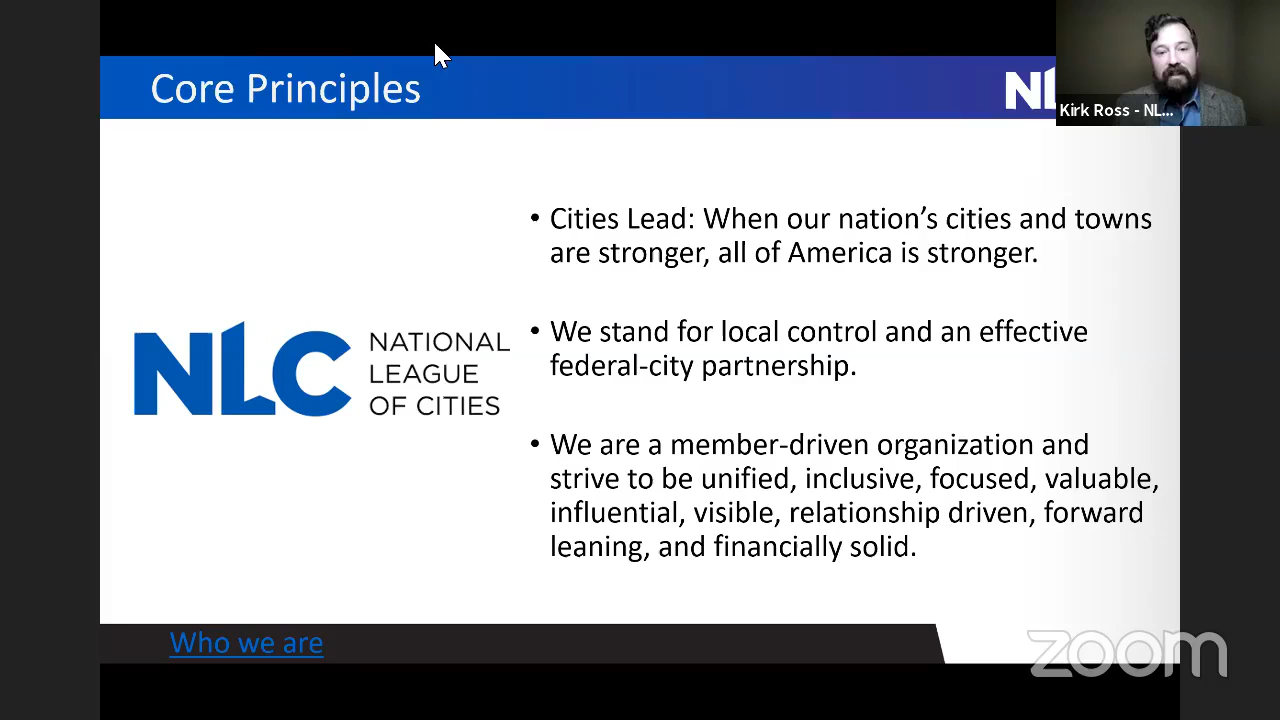 Core Principles
NL
Kirk Ross - NL...
• Cities Lead: When our nation’s cities and towns
are stronger, all of America is stronger.
NLC NATIONAL
LEAGUE
OF CITIES
• We stand for local control and an effective
federal-city partnership.
• We are a member-driven organization and
strive to be unified, inclusive, focused, valuable,
influential, visible, relationship driven, forward
leaning, and financially solid.
Who we are
zoom